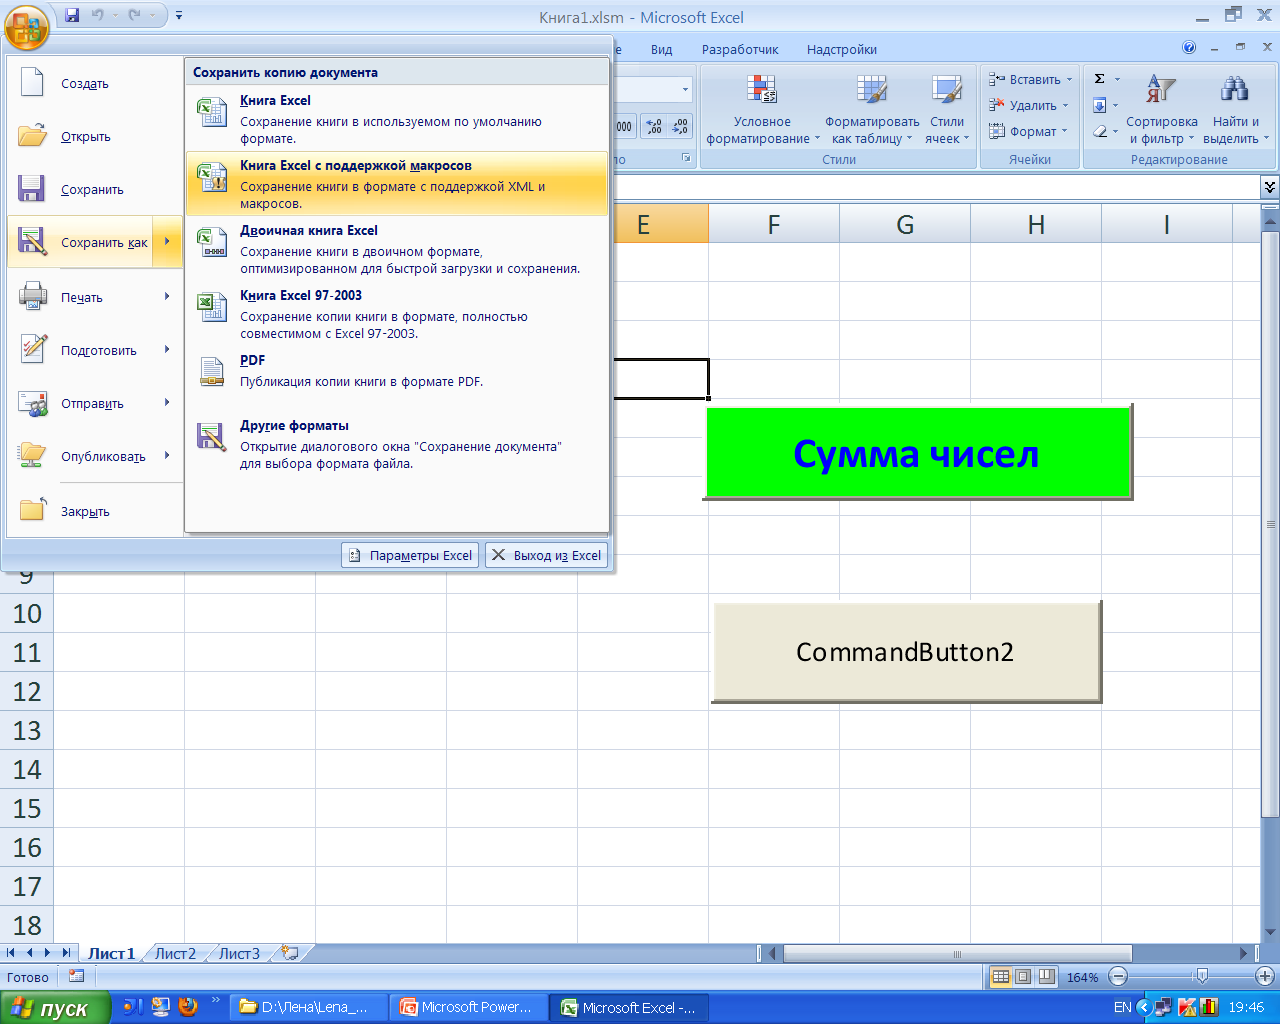 Книга1.xlsm - Microsoft Excel
Вид Разработчик Надстройки
Создать
Открыть
Сохранить
Сохранить как
Печать
Подготовить
Отправить
Опубликовать
Закрыть
Сохранить копию документа
Книга Excel
Сохранение книги в используемом по умолчанию
формате.
Книга Excel с поддержкой макросов
Сохранение книги в формате с поддержкой XML и
макросов.
Двоичная книга Excel
Сохранение книги в двоичном формате,
оптимизированном для быстрой загрузки и сохранения.
Книга Excel 97-2003
Сохранение копии книги в формате, полностью
совместимом с Excel 97-2003.
PDF
Публикация копии книги в формате PDF.
Другие форматы
Открытие диалогового окна "Сохранение документа"
для выбора формата файла.
Параметры Excel
Выход из Excel
000
,00
,0
Условное
форматирование
Форматировать
как таблицу
Стили
ячеек
Стили
Вставить
Удалить
Формат
Ячейки
Σ
Сортировка
и фильтр
Найти и
выделить
Редактирование
E F G H I
Сумма чисел
CommandButton2
9
10
11
12
13
14
15
16
17
18
Лист1 Лист2 Лист3
Готово
164%
пуск
D:\Лена\Lena_...
Microsoft Power...
Microsoft Excel -...
EN
19:46